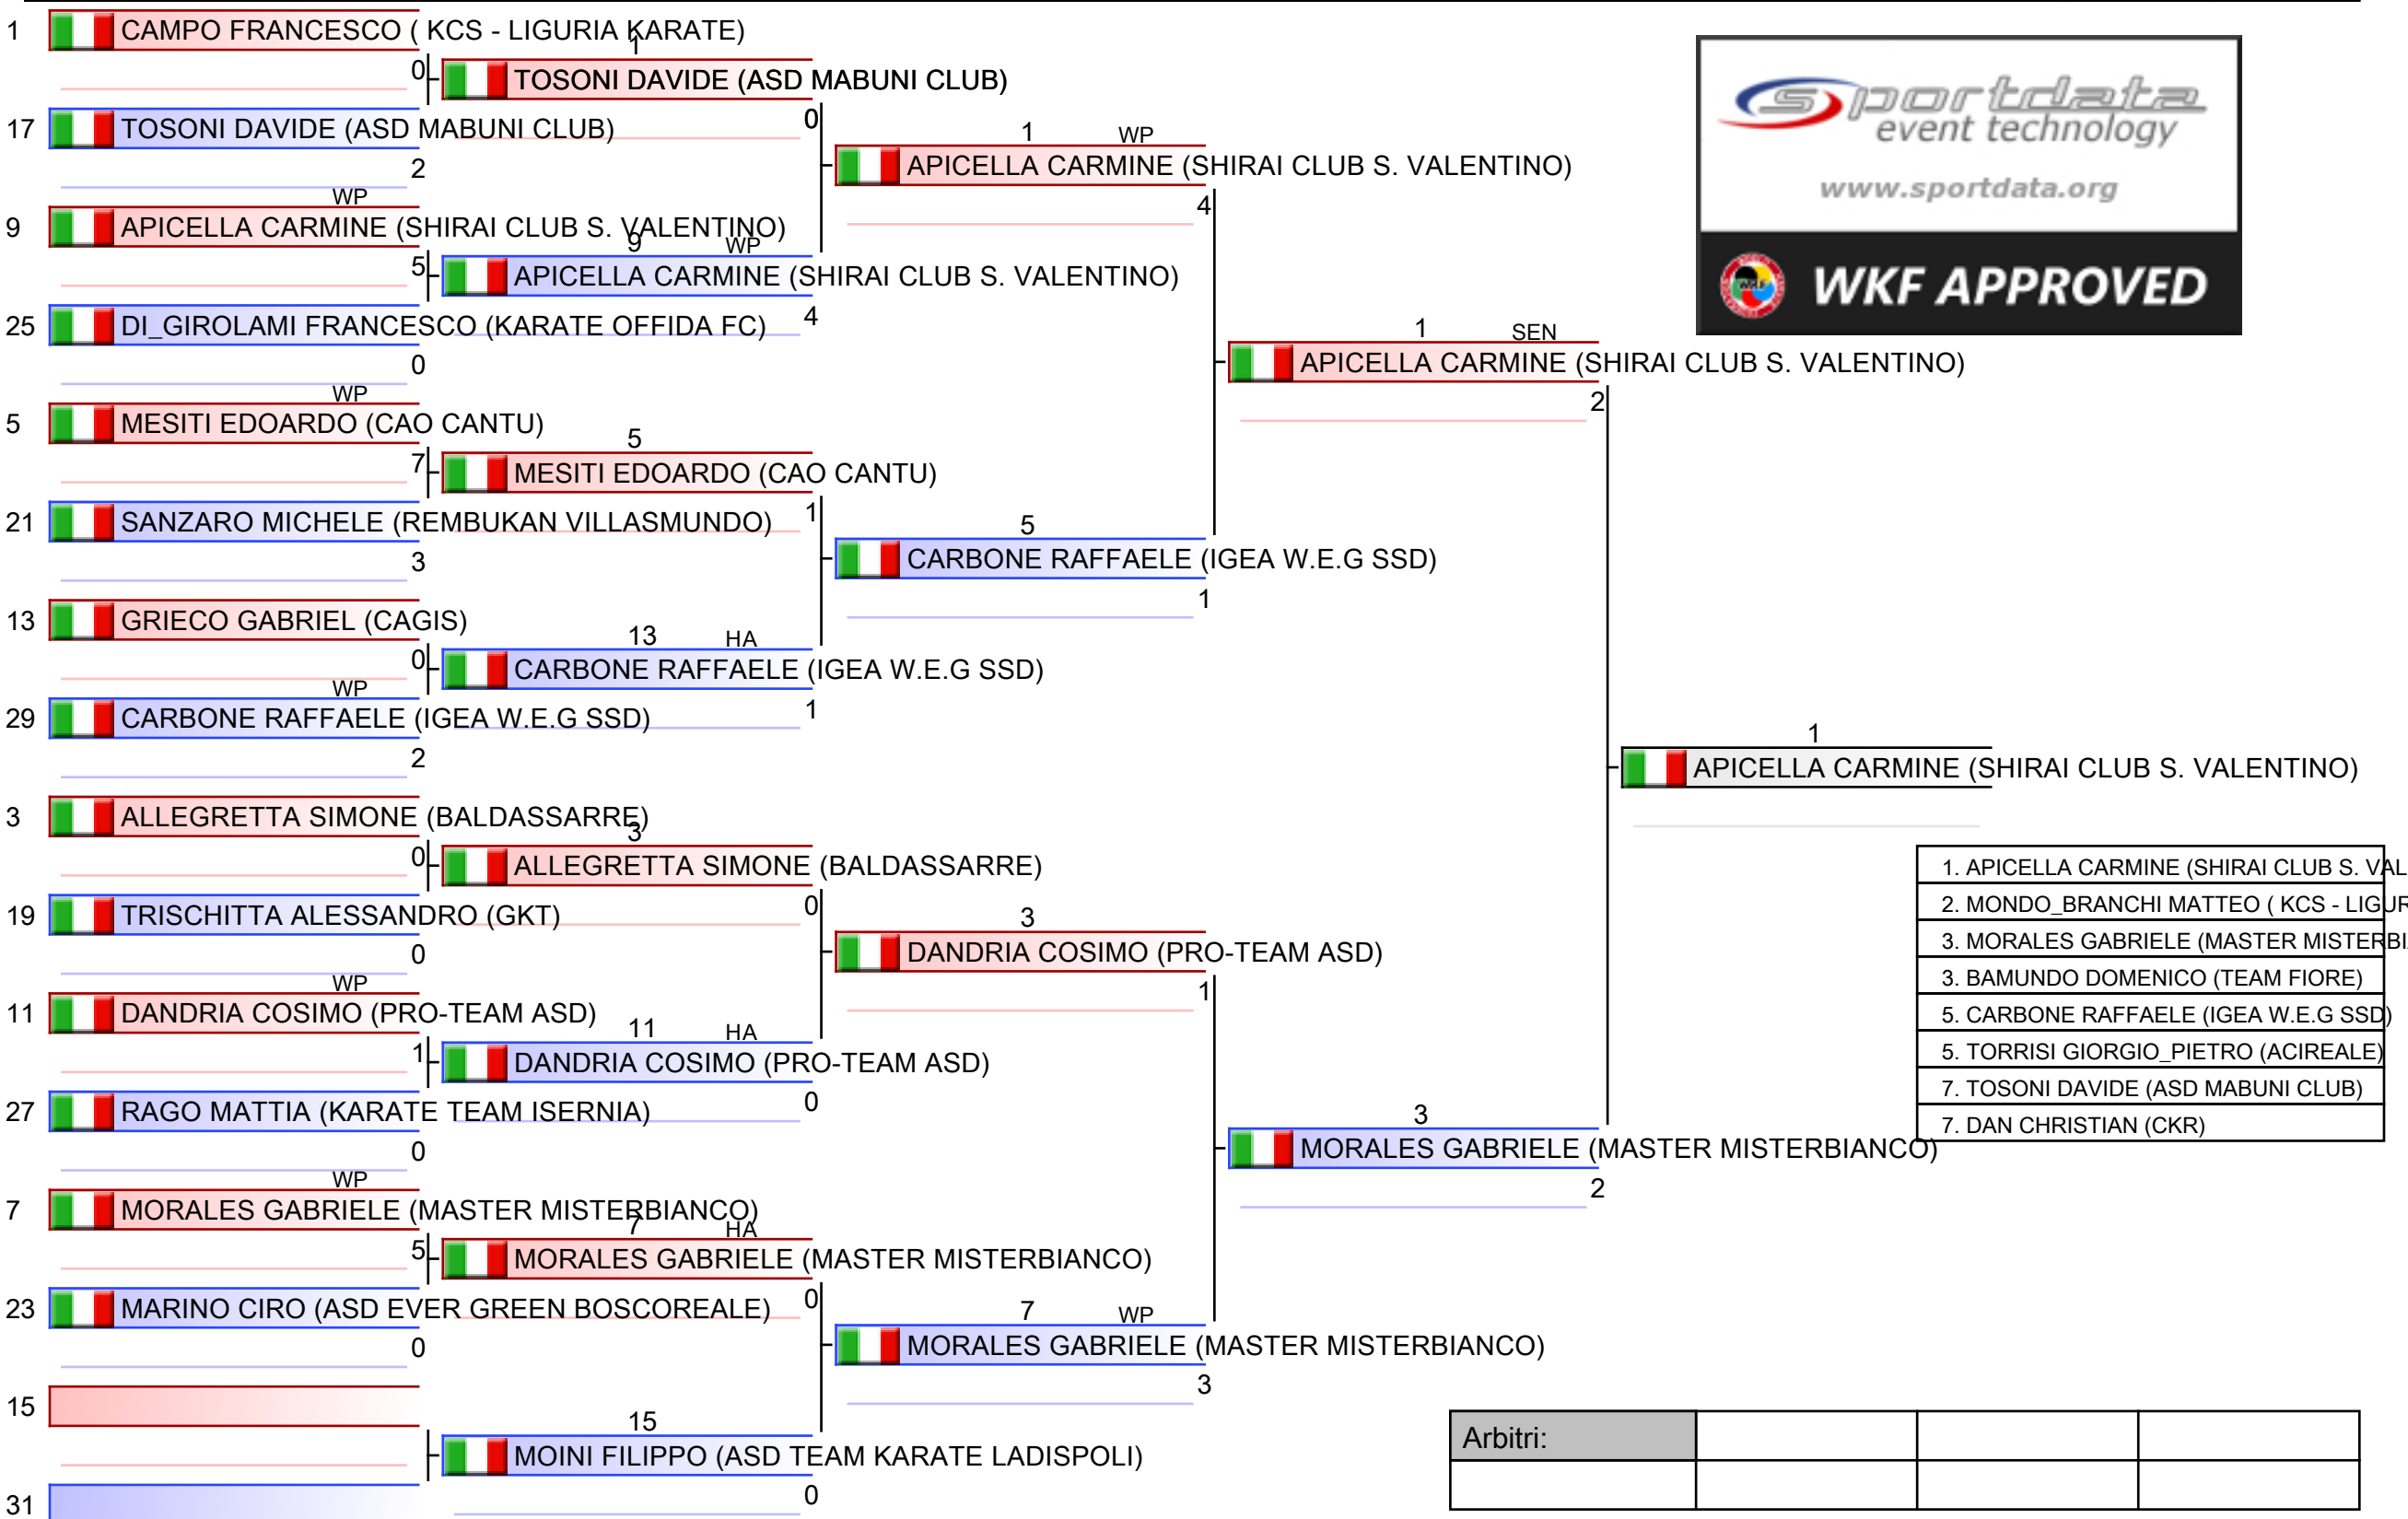 1 CAMPO FRANCESCO ( KCS - LIGURIA KARATE)
0
17 TOSONI DAVIDE (ASD MABUNI CLUB)
2
WP
9 APICELLA CARMINE (SHIRAI CLUB S. VALENTINO)
5
25 DI_GIROLAMI FRANCESCO (KARATE OFFIDA FC)
0
WP
5 MESITI EDOARDO (CAO CANTU)
7
21 SANZARO MICHELE (REMBUKAN VILLASMUNDO)
3
13 GRIECO GABRIEL (CAGIS)
0
WP
29 CARBONE RAFFAELE (IGEA W.E.G SSD)
2
3 ALLEGRETTA SIMONE (BALDASSARRE)
0
19 TRISCHITTA ALESSANDRO (GKT)
0
WP
11 DANDRIA COSIMO (PRO-TEAM ASD)
1
27 RAGO MATTIA (KARATE TEAM ISERNIA)
0
WP
7 MORALES GABRIELE (MASTER MISTERBIANCO)
5
23 MARINO CIRO (ASD EVER GREEN BOSCOREALE)
0
15
31
1
TOSONI DAVIDE (ASD MABUNI CLUB)
0
9 WP
APICELLA CARMINE (SHIRAI CLUB S. VALENTINO)
4
5
MESITI EDOARDO (CAO CANTU)
1
13 HA
CARBONE RAFFAELE (IGEA W.E.G SSD)
1
3
ALLEGRETTA SIMONE (BALDASSARRE)
0
11 HA
DANDRIA COSIMO (PRO-TEAM ASD)
0
7 HA
MORALES GABRIELE (MASTER MISTERBIANCO)
0
15
MOINI FILIPPO (ASD TEAM KARATE LADISPOLI)
0
1 WP
APICELLA CARMINE (SHIRAI CLUB S. VALENTINO)
4
5
CARBONE RAFFAELE (IGEA W.E.G SSD)
1
3
DANDRIA COSIMO (PRO-TEAM ASD)
1
7 WP
MORALES GABRIELE (MASTER MISTERBIANCO)
3
1 SEN
APICELLA CARMINE (SHIRAI CLUB S. VALENTINO)
2
3
MORALES GABRIELE (MASTER MISTERBIANCO)
2
1
APICELLA CARMINE (SHIRAI CLUB S. VALENTINO)
sportdata
event technology
www.sportdata.org
WKF
WKF APPROVED
1. APICELLA CARMINE (SHIRAI CLUB S. VAL
2. MONDO_BRANCHI MATTEO ( KCS - LIGUR
3. MORALES GABRIELE (MASTER MISTERBI
3. BAMUNDO DOMENICO (TEAM FIORE)
5. CARBONE RAFFAELE (IGEA W.E.G SSD)
5. TORRISI GIORGIO_PIETRO (ACIREALE)
7. TOSONI DAVIDE (ASD MABUNI CLUB)
7. DAN CHRISTIAN (CKR)
Arbitri: